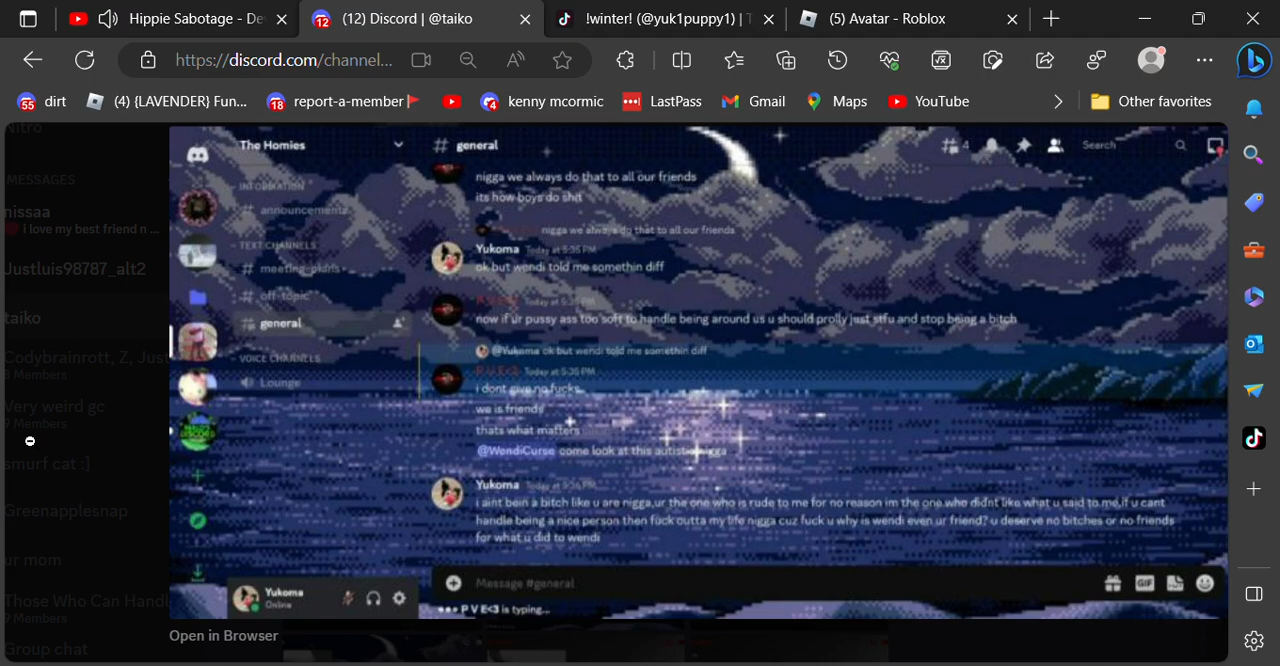 Hippie Sabotage - De
(12) Discord | @taiko
!winter! (@yuk1puppy1) | T
(5) Avatar - Roblox
https://discord.com/channel...
55 dirt
(4) {LAVENDER} Fun...
18 report-a-member
4 kenny mcormic
LastPass
Gmail
Maps
YouTube
Other favorites
Nitro
MESSAGES
nissaa
i love my best friend n ...
Justluis98787_alt2
taiko
Codybrainrott, Z, Just
3 Members
Very weird gc
9 Members
smurf cat :]
Greenapplesnap
ur mom
Those Who Can Handl
9 Members
Group chat
The Homies
# general
4
Search
INFORMATION
# announcements
TEXT CHANNELS
# meeting-plans
# off-topic
# general
VOICE CHANNELS
Lounge
nigga we always do that to all our friends
its how boys do shit
nigga we always do that to all our friends
Yukoma Today at 5:35 PM
ok but wendi told me somethin diff
P V E<3 Today at 5:35 PM
now if ur pussy ass too soft to handle being around us u should prolly just stfu and stop being a bitch
@Yukoma ok but wendi told me somethin diff
P V E<3 Today at 5:35 PM
i dont give no fucks
we is friends
thats what matters
@WendiCurse come look at this autistic nigga
Yukoma Today at 5:36 PM
i aint bein a bitch like u are nigga,ur the one who is rude to me for no reason im the one who didnt like what u said to me,if u cant
handle being a nice person then fuck outta my life nigga cuz fuck u why is wendi even ur friend? u deserve no bitches or no friends
for what u did to wendi
Yukoma
Online
Message #general
GIF
P V E<3 is typing...
Open in Browser